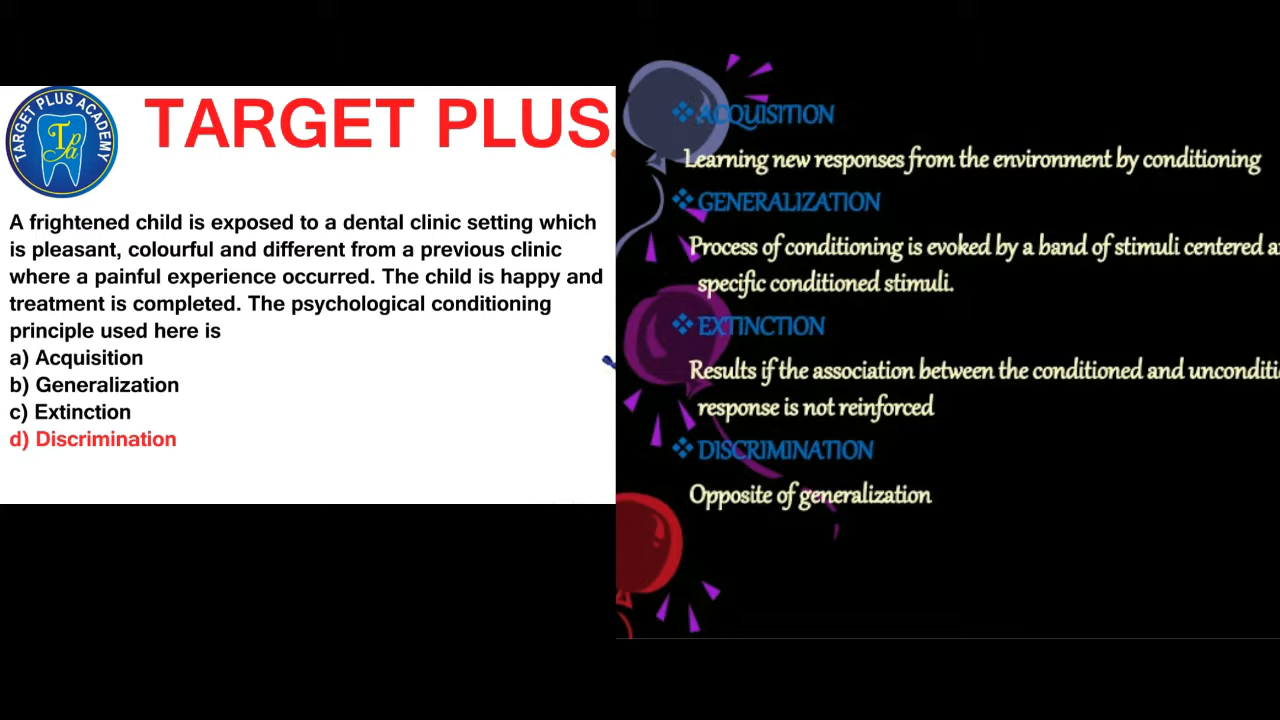 TARGET PLUS ACADEMY
TPa
TARGET PLUS
A frightened child is exposed to a dental clinic setting which
is pleasant, colourful and different from a previous clinic
where a painful experience occurred. The child is happy and
treatment is completed. The psychological conditioning
principle used here is
a) Acquisition
b) Generalization
c) Extinction
d) Discrimination
❖ ACQUISITION
Learning new responses from the environment by conditioning
❖ GENERALIZATION
Process of conditioning is evoked by a band of stimuli centered
specific conditioned stimuli.
❖ EXTINCTION
Results if the association between the conditioned and
response is not reinforced
❖ DISCRIMINATION
Opposite of generalization